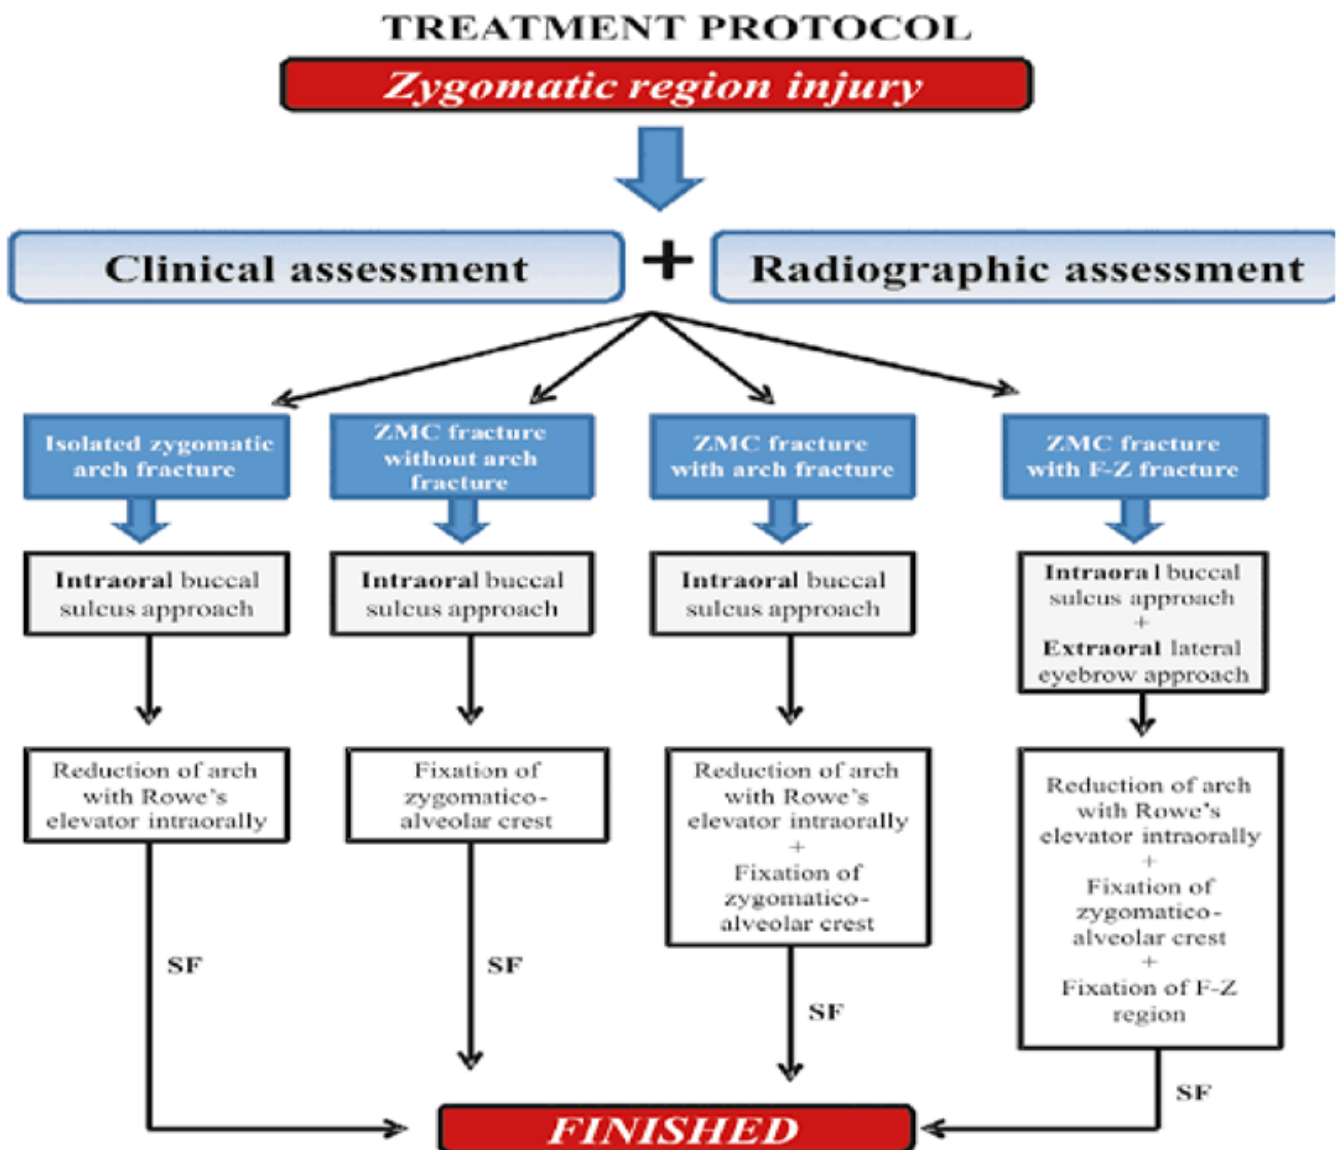 TREATMENT PROTOCOL
Zygomatic region injury
Clinical assessment
+
Radiographic assessment
Isolated zygomatic
arch fracture
ZMC fracture
without arch
fracture
ZMC fracture
with arch fracture
ZMC fracture
with F-Z fracture
Intraoral buccal
sulcus approach
Intraoral buccal
sulcus approach
Intraoral buccal
sulcus approach
Intraoral buccal
sulcus approach
+
Extraoral lateral
eyebrow approach
Reduction of arch
with Rowe's
elevator intraorally
Fixation of
zygomatico-
alveolar crest
Reduction of arch
with Rowe's
elevator intraorally
+
Fixation of
zygomatico-
alveolar crest
Reduction of arch
with Rowe's
elevator intraorally
+
Fixation of
zygomatico-
alveolar crest
+
Fixation of F-Z
region
SF
SF
SF
SF
FINISHED